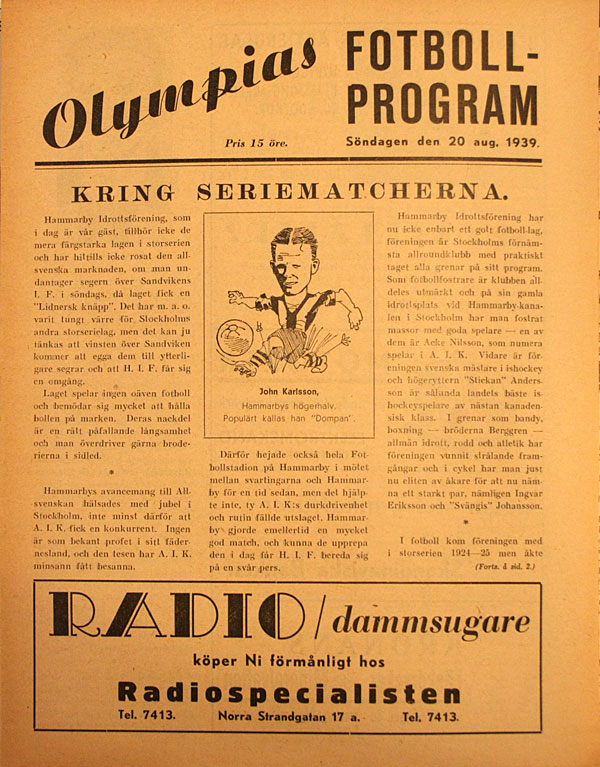 Olympias
FOTBOLL-
PROGRAM
Pris 15 öre.
Söndagen den 20 aug. 1939.
KRING SERIEMATCHERNA.
Hammarby Idrottsförening, som
i dag är vår gäst, tillhör icke de
mera färgstarka lagen i storserien
och har hittills icke rosat den all-
svenska marknaden, om man un-
dantager segern över Sandvikens
I. F. i söndags, då laget fick en
"Lidnersk knäpp". Det har m. a. o.
varit tungt värre för Stockholms
andra storserielag, men det kan ju
tänkas att vinsten över Sandviken
kommer att egga dem till ytterli-
gare segrar och att H. I. F. får sig
en omgång.
Laget spelar ingen oäven fotboll
och bemödar sig mycket att hålla
bollen på marken. Deras nackdel
är en rätt påfallande långsamhet
och man överdriver gärna brode-
rierna i sidled.
*
Hammarbys avancemang till All-
svenskan hälsades med jubel i
Stockholm, inte minst därför att
A. I. K. fick en konkurrent. Ingen
är som bekant profet i sitt fäder-
nesland, och den tesen har A. I. K.
minsann fått besanna.
John Karlsson,
Hammarbys högerhalv.
Populärt kallas han "Dompan".
Därför hejade också hela Fot-
bollstadion på Hammarby i mötet
mellan svartingarna och Hammar-
by för en tid sedan, men det hjälp-
te inte, ty A. I. K:s durkdrivenhet
och rutin fällde utslaget. Hammar-
by gjorde emellertid en mycket
god match, och kunna de upprepa
den i dag får H. I. F. bereda sig
på en svår pers.
Hammarby Idrottsförening har
nu icke enbart ett gott fotboll-lag,
föreningen är Stockholms förnäms-
sta allroundklubb med praktiskt
taget alla grenar på sitt program.
Som fotbollfostrare är klubben all-
deles utmärkt och på sin gamla
idrottsplats vid Hammarby-kana-
len i Stockholm har man fostrat
massor med goda spelare — en av
dem är Acke Nilsson, som numera
spelar i A. I. K. Vidare är för-
eningen svenska mästare i ishockey
och högeryttern "Stickan" Anders-
son är sålunda landets bäste is-
hockeyspelare av nästan kanaden-
sisk klass. I grenar som bandy,
boxning — bröderna Berggren —
allmän idrott, rodd och atletik har
föreningen vunnit strålande fram-
gångar och i cykel har man just
nu eliten av åkare för att nu näm-
na ett starkt par, nämligen Ingvar
Eriksson och "Svängis" Johansson.
*
I fotboll kom föreningen med
i storserien 1924—25 men åkte
(Forts. å sid. 2.)
RADIO / dammsugare
köper Ni förmånligt hos
Radiospecialisten
Tel. 7413. Norra Strandgatan 17 a. Tel. 7413.